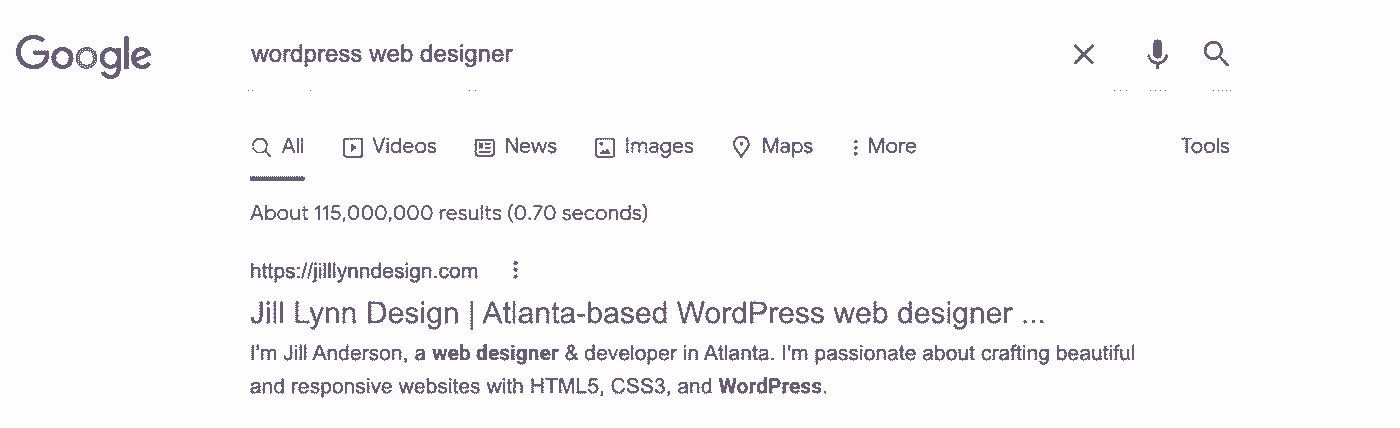 Google
wordpress web designer
All Videos News Images Maps More Tools
About 115,000,000 results (0.70 seconds)
https://jilllynndesign.com
Jill Lynn Design | Atlanta-based WordPress web designer ...
I'm Jill Anderson, a web designer & developer in Atlanta. I'm passionate about crafting beautiful
and responsive websites with HTML5, CSS3, and WordPress.